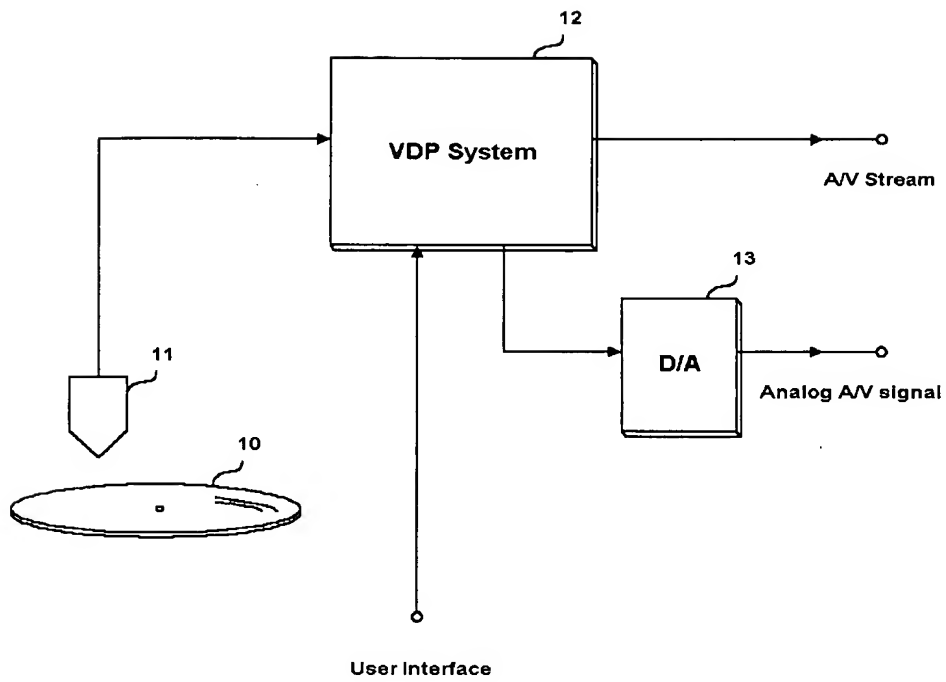 12
VDP System
A/V Stream
13
D/A
11
Analog A/V signal
10
User Interface